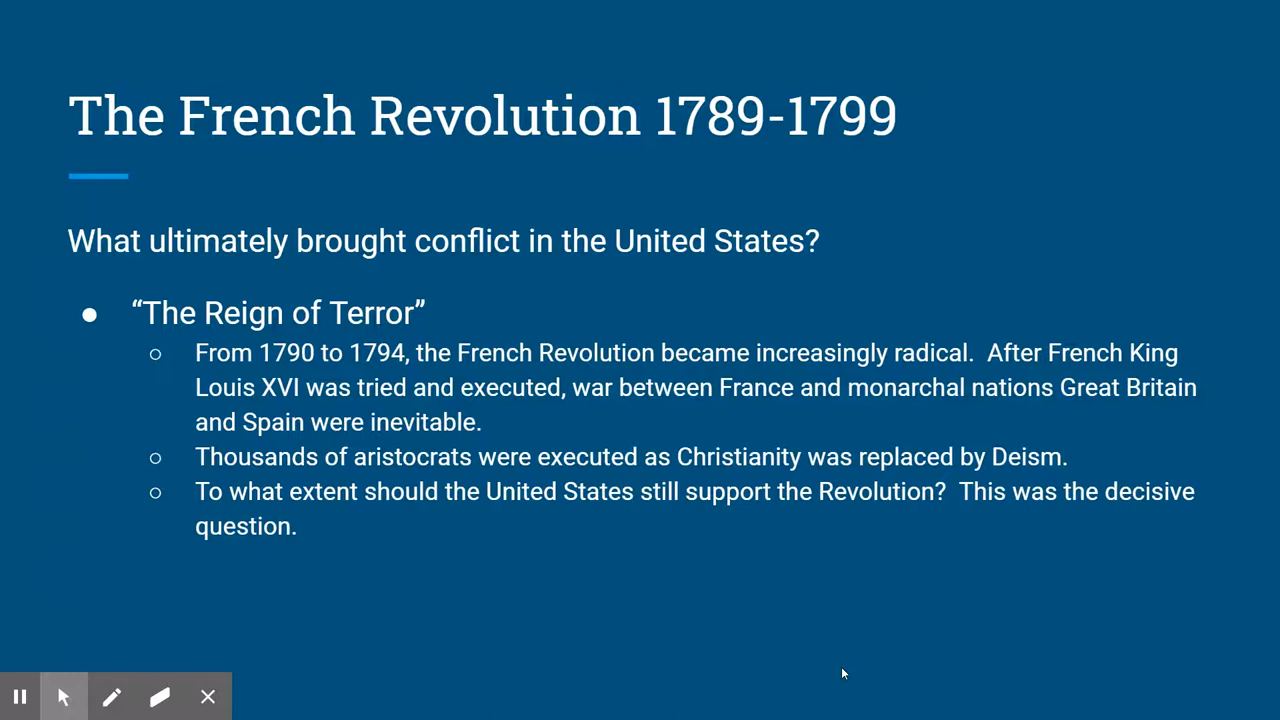 The French Revolution 1789-1799
What ultimately brought conflict in the United States?
● “The Reign of Terror”
○ From 1790 to 1794, the French Revolution became increasingly radical.  After French King
Louis XVI was tried and executed, war between France and monarchal nations Great Britain
and Spain were inevitable.
○ Thousands of aristocrats were executed as Christianity was replaced by Deism.
○ To what extent should the United States still support the Revolution?  This was the decisive
question.